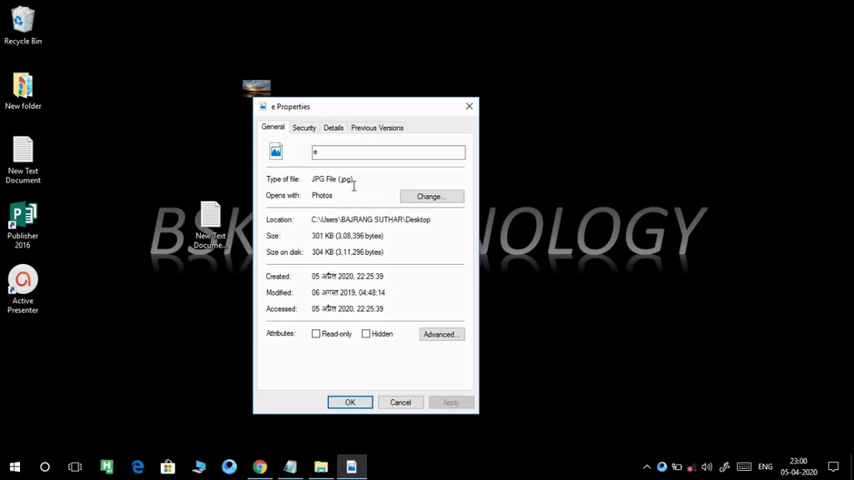 Recycle Bin
New folder
New Text
Document
Publisher
2016
Active
Presenter
New Text
Docume...
BSK
NOLOGY
e Properties
General Security Details Previous Versions
e
Type of file: JPG File (.jpg)
Opens with: Photos Change...
Location: C:\Users\BAJRANG SUTHAR\Desktop
Size: 301 KB (3,08,396 bytes)
Size on disk: 304 KB (3,11,296 bytes)
Created: 05 अप्रैल 2020, 22:25:39
Modified: 06 अगस्त 2019, 04:48:14
Accessed: 05 अप्रैल 2020, 22:25:39
Attributes: Read-only Hidden Advanced...
OK Cancel Apply
ENG
23:00
05-04-2020